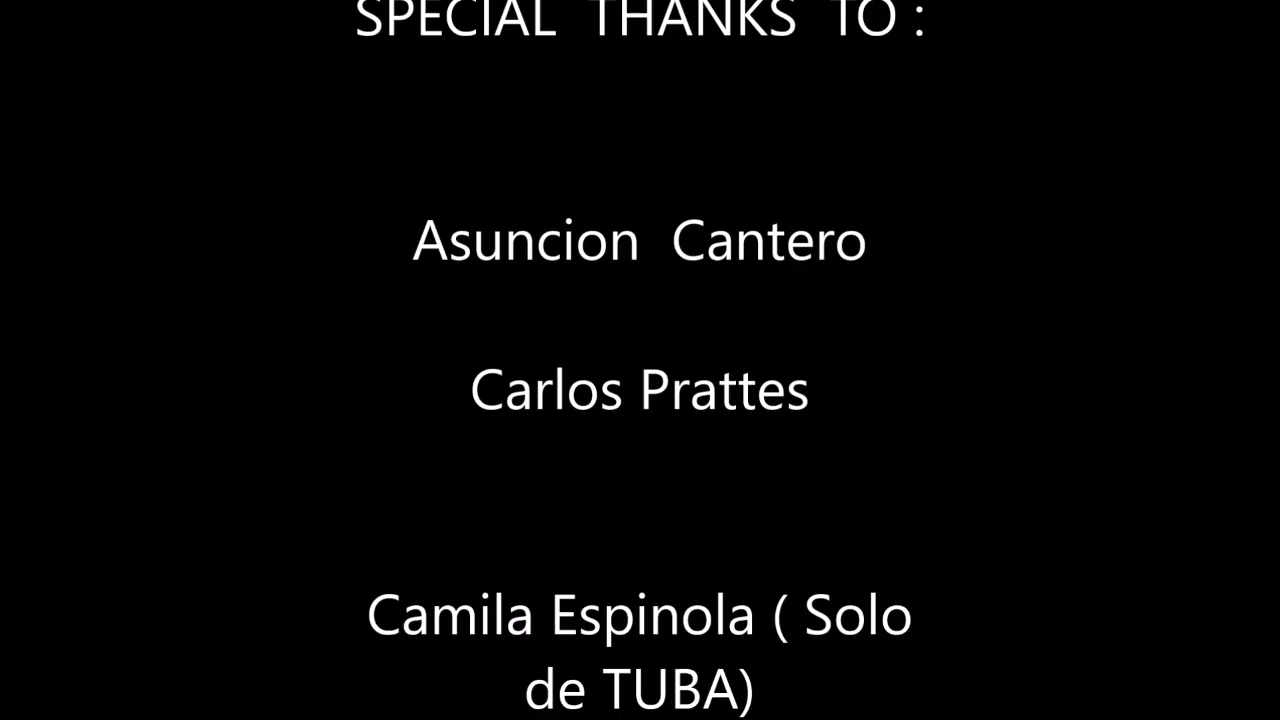 SPECIAL THANKS TO :
Asuncion Cantero
Carlos Prattes
Camila Espinola ( Solo
de TUBA)